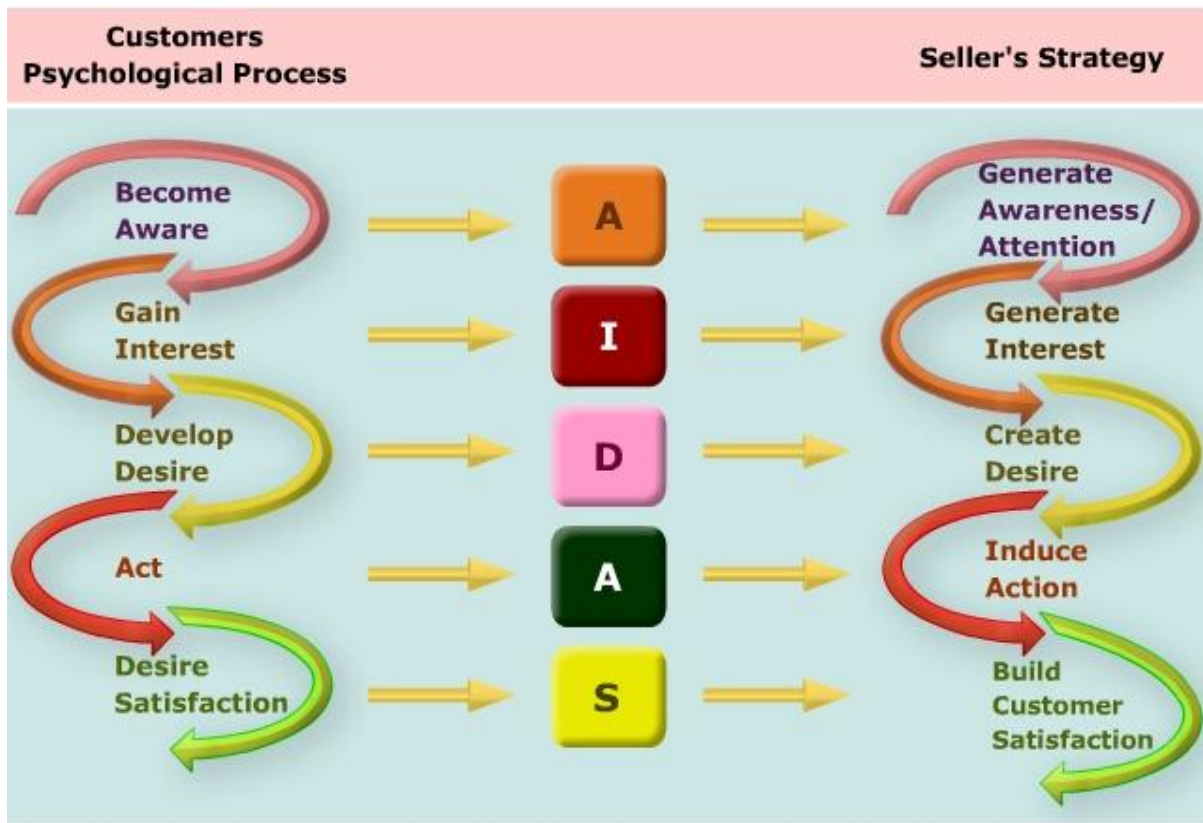 Customers
Psychological Process
Seller's Strategy
Become
Aware
A
Generate
Awareness/
Attention
Gain
Interest
I
Generate
Interest
Develop
Desire
D
Create
Desire
Act
A
Induce
Action
Desire
Satisfaction
S
Build
Customer
Satisfaction